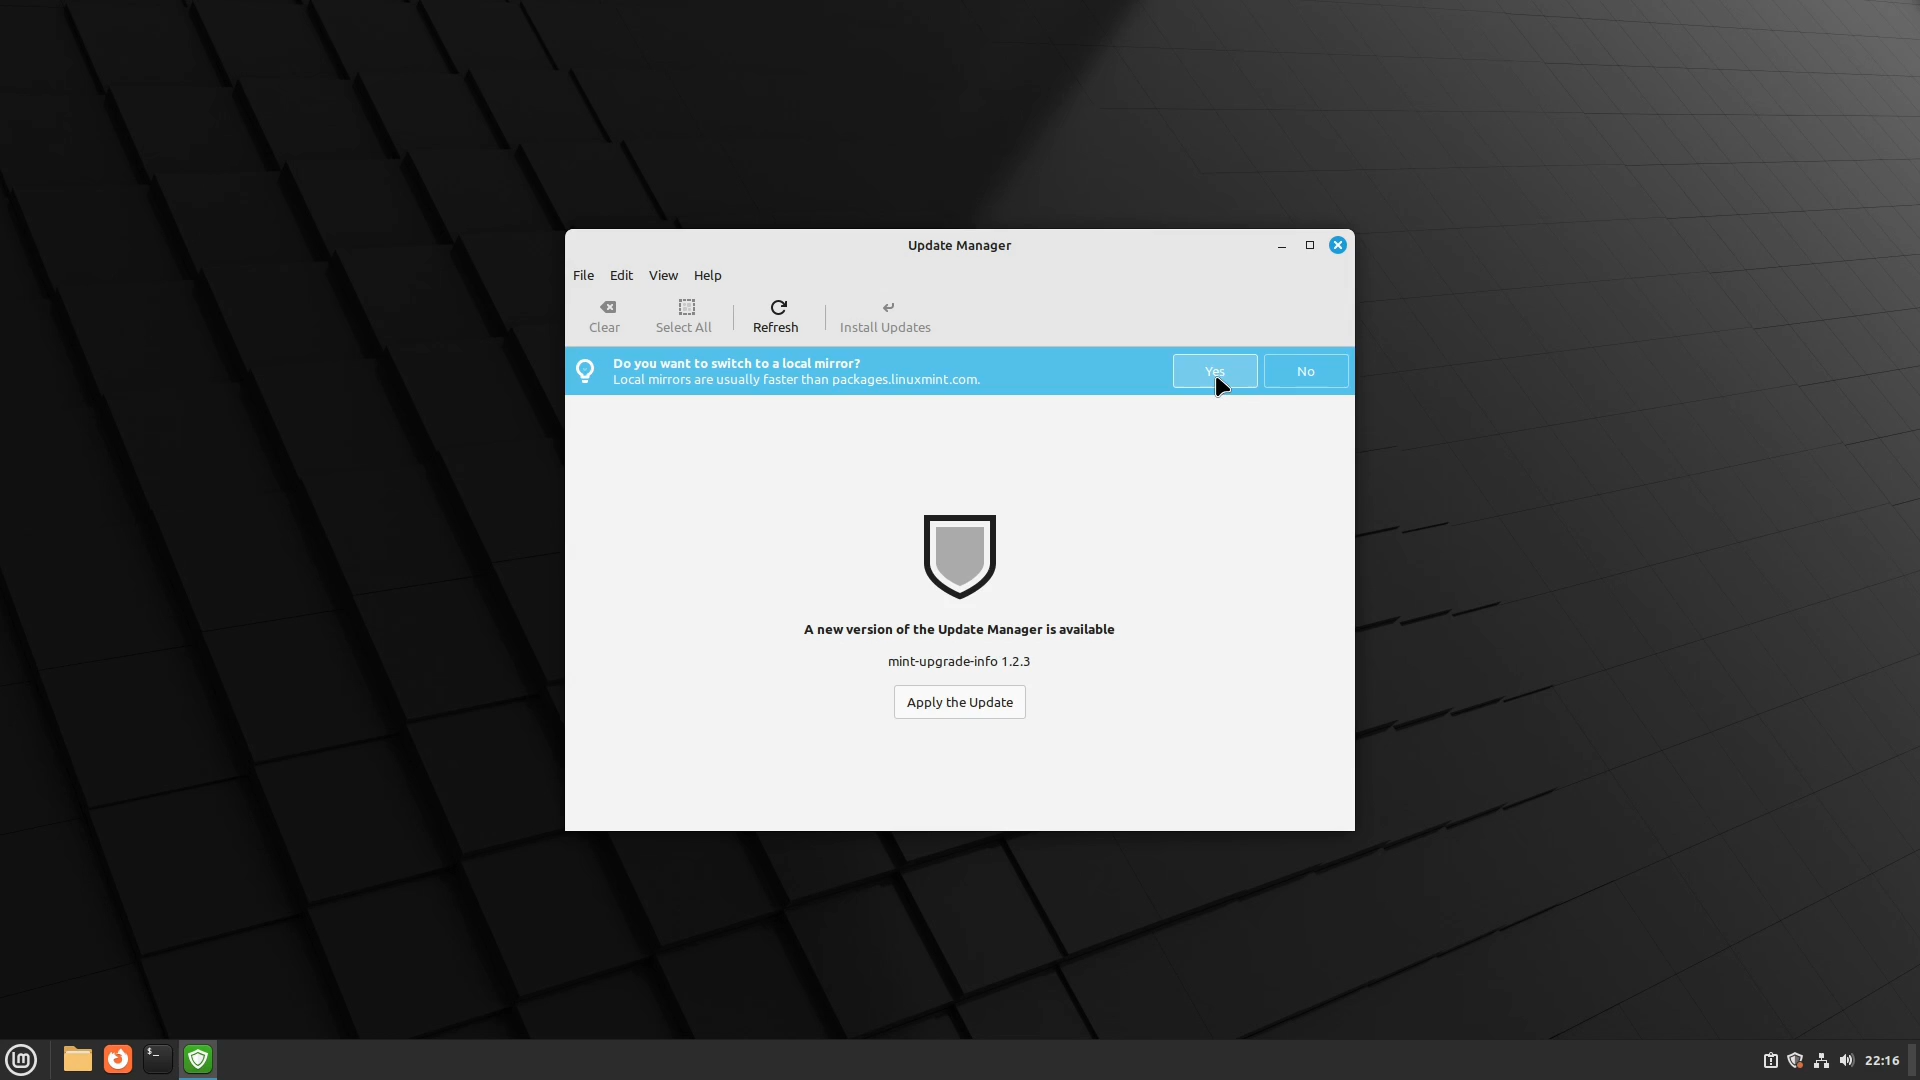 Update Manager
File Edit View Help
Clear Select All Refresh Install Updates
Do you want to switch to a local mirror?
Local mirrors are usually faster than packages.linuxmint.com.
Yes No
A new version of the Update Manager is available
mint-upgrade-info 1.2.3
Apply the Update
lm $_ 22:16